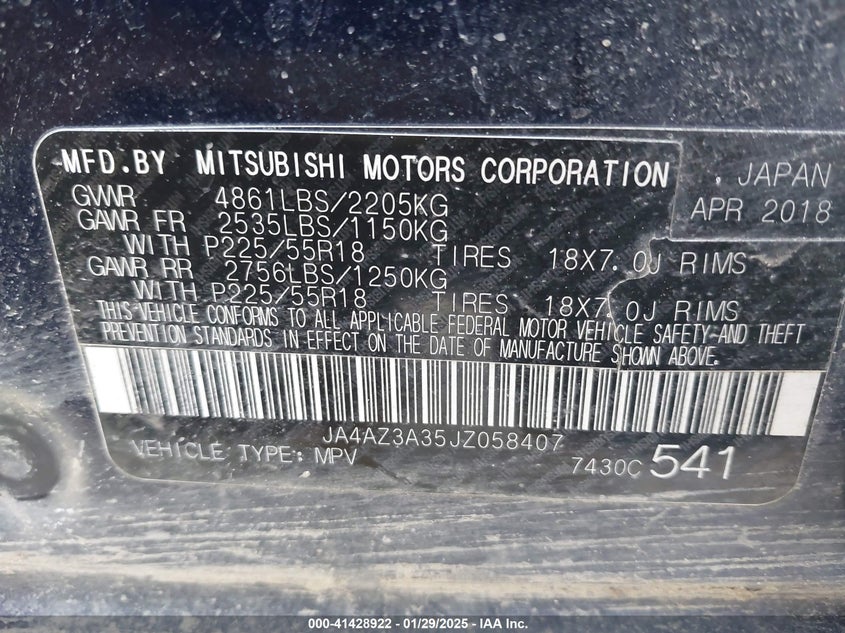 MFD.BY MITSUBISHI MOTORS CORPORATION . JAPAN
GVWR 4861LBS/2205KG APR 2018
GAWR FR 2535LBS/1150KG
WITH P225/55R18 TIRES 18X7.0J RIMS
GAWR RR 2756LBS/1250KG
WITH P225/55R18 TIRES 18X7.0J RIMS
THIS VEHICLE CONFORMS TO ALL APPLICABLE FEDERAL MOTOR VEHICLE SAFETY AND THEFT
PREVENTION STANDARDS IN EFFECT ON THE DATE OF MANUFACTURE SHOWN ABOVE.
JA4AZ3A35JZ058407
VEHICLE TYPE: MPV 7430C 541
000-41428922 - 01/29/2025 - IAA Inc.